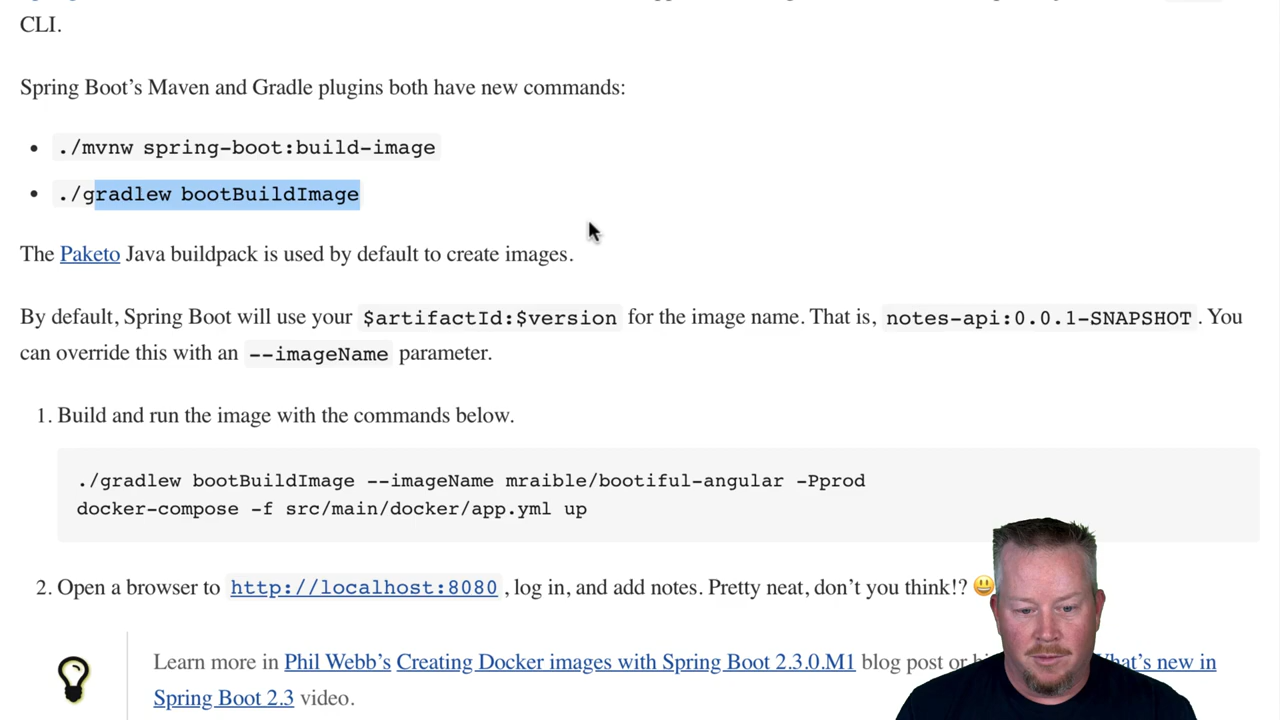 CLI.
Spring Boot’s Maven and Gradle plugins both have new commands:
• ./mvnw spring-boot:build-image
• ./gradlew bootBuildImage
The Paketo Java buildpack is used by default to create images.
By default, Spring Boot will use your $artifactId:$version for the image name. That is, notes-api:0.0.1-SNAPSHOT. You
can override this with an --imageName parameter.
1. Build and run the image with the commands below.
./gradlew bootBuildImage --imageName mraible/bootiful-angular -Pprod
docker-compose -f src/main/docker/app.yml up
2. Open a browser to http://localhost:8080, log in, and add notes. Pretty neat, don’t you think!? 😃
Learn more in Phil Webb’s Creating Docker images with Spring Boot 2.3.0.M1 blog post or new in
Spring Boot 2.3 video.